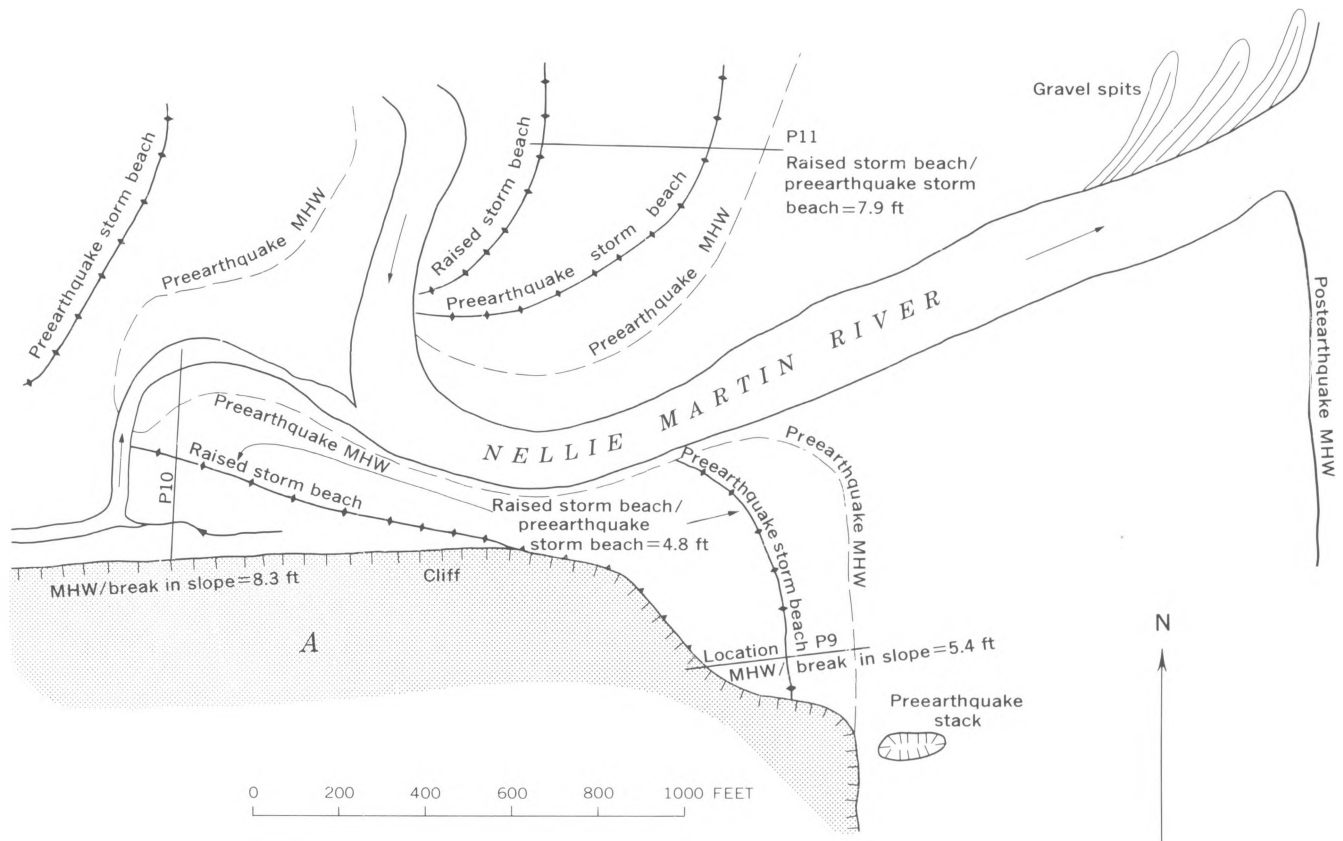 Gravel spits
P11
Raised storm beach/
preearthquake storm
beach=7.9 ft
Preearthquake storm beach
Preearthquake MHW
Raised storm beach
Preearthquake storm beach
Preearthquake MHW
NELLIE MARTIN RIVER
Postearthquake MHW
Preearthquake MHW
Raised storm beach
P10
Raised storm beach/
preearthquake
storm beach=4.8 ft
Preearthquake storm beach
Preearthquake MHW
MHW/break in slope=8.3 ft
Cliff
A
Location P9
MHW/break in slope=5.4 ft
Preearthquake
stack
N
0 200 400 600 800 1000 FEET